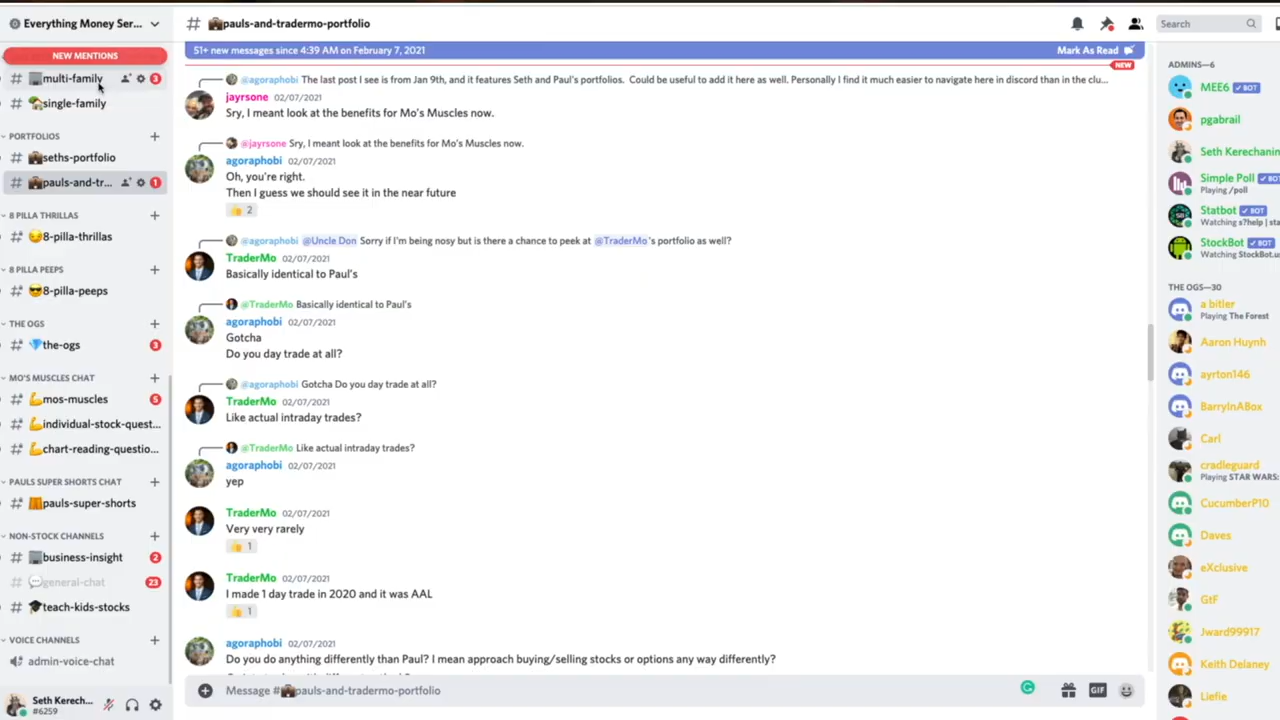 Everything Money Ser...
NEW MENTIONS
multi-family
3
single-family
PORTFOLIOS
seths-portfolio
pauls-and-tr...
1
8 PILLA THRILLAS
8-pilla-thrillas
8 PILLA PEEPS
8-pilla-peeps
THE OGS
the-ogs
3
MO'S MUSCLES CHAT
mos-muscles
5
individual-stock-quest...
chart-reading-questio...
PAULS SUPER SHORTS CHAT
pauls-super-shorts
NON-STOCK CHANNELS
business-insight
2
general-chat
23
teach-kids-stocks
VOICE CHANNELS
admin-voice-chat
Seth Kerech...
#6259
# pauls-and-tradermo-portfolio
Search
51+ new messages since 4:39 AM on February 7, 2021
Mark As Read
NEW
@agoraphobi The last post I see is from Jan 9th, and it features Seth and Paul's portfolios. Could be useful to add it here as well. Personally I find it much easier to navigate here in discord than in the clu...
jayrsone 02/07/2021
Sry, I meant look at the benefits for Mo's Muscles now.
@jayrsone Sry, I meant look at the benefits for Mo's Muscles now.
agoraphobi 02/07/2021
Oh, you're right.
Then I guess we should see it in the near future
👍 2
@agoraphobi @Uncle Don Sorry if I'm being nosy but is there a chance to peek at @TraderMo's portfolio as well?
TraderMo 02/07/2021
Basically identical to Paul's
@TraderMo Basically identical to Paul's
agoraphobi 02/07/2021
Gotcha
Do you day trade at all?
@agoraphobi Gotcha Do you day trade at all?
TraderMo 02/07/2021
Like actual intraday trades?
@TraderMo Like actual intraday trades?
agoraphobi 02/07/2021
yep
TraderMo 02/07/2021
Very very rarely
👍 1
TraderMo 02/07/2021
I made 1 day trade in 2020 and it was AAL
👍 1
agoraphobi 02/07/2021
Do you do anything differently than Paul? I mean approach buying/selling stocks or options any way differently?
Message #pauls-and-tradermo-portfolio
GIF
ADMINS—6
MEE6 ✓ BOT
pgabrail
Seth Kerechanin
Simple Poll ✓ BOT
Playing /poll
Statbot ✓ BOT
Watching s?help | sta
StockBot ✓ BOT
Watching StockBot.us
THE OGS—30
a bitler
Playing The Forest
Aaron Huynh
ayrton146
BarryInABox
Carl
cradleguard
Playing STAR WARS:
CucumberP10
Daves
eXclusive
GtF
Jward99917
Keith Delaney
Liefie